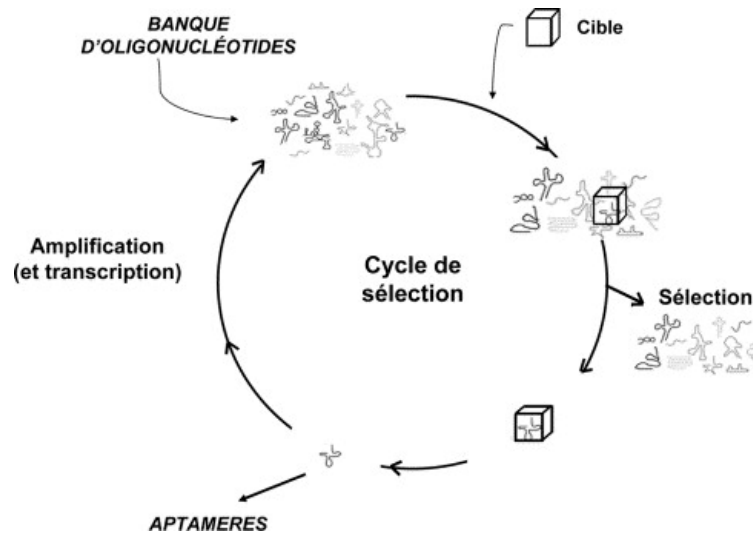 BANQUE
D'OLIGONUCLÉOTIDES
Cible
Amplification
(et transcription)
Cycle de
sélection
Sélection
APTAMERES